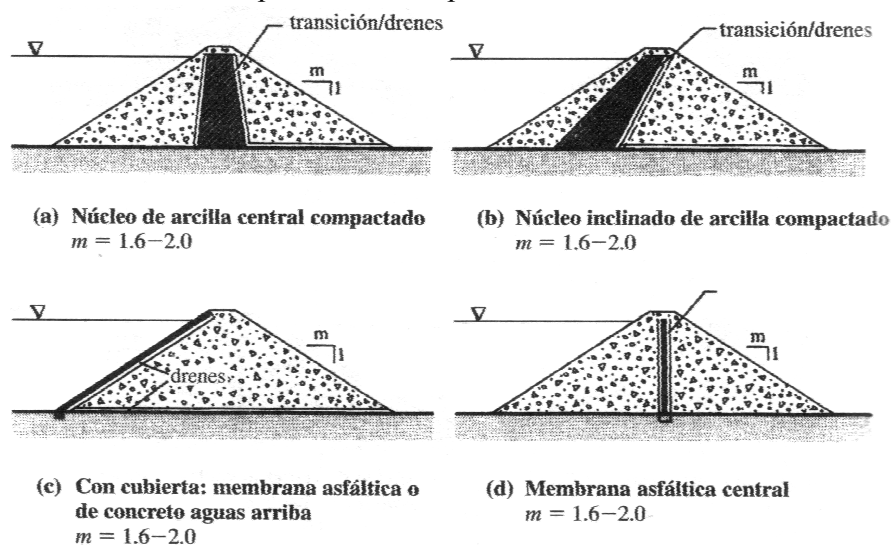 transición/drenes
transición/drenes
m
1
m
1
(a) Núcleo de arcilla central compactado
m = 1.6–2.0
(b) Núcleo inclinado de arcilla compactado
m = 1.6–2.0
m
1
drenes
m
1
(c) Con cubierta: membrana asfáltica o
de concreto aguas arriba
m = 1.6–2.0
(d) Membrana asfáltica central
m = 1.6–2.0